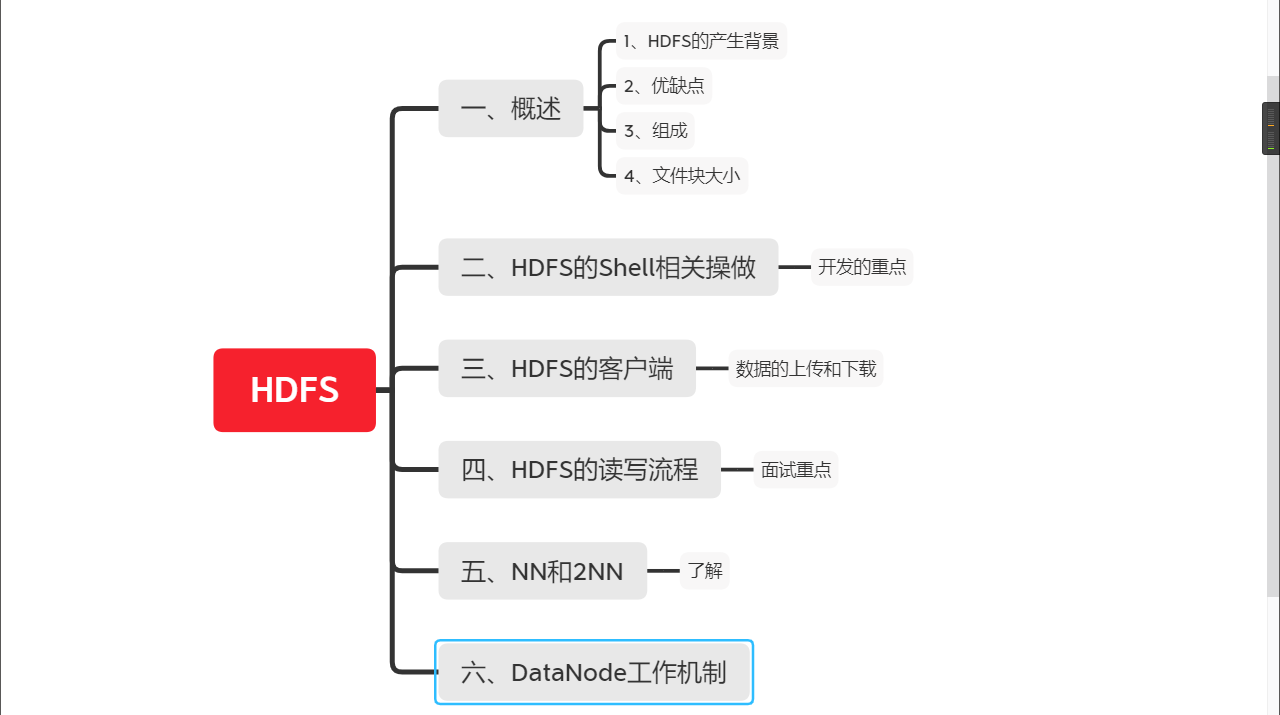 HDFS
一、概述
1、HDFS的产生背景
2、优缺点
3、组成
4、文件块大小
二、HDFS的Shell相关操做
开发的重点
三、HDFS的客户端
数据的上传和下载
四、HDFS的读写流程
面试重点
五、NN和2NN
了解
六、DataNode工作机制